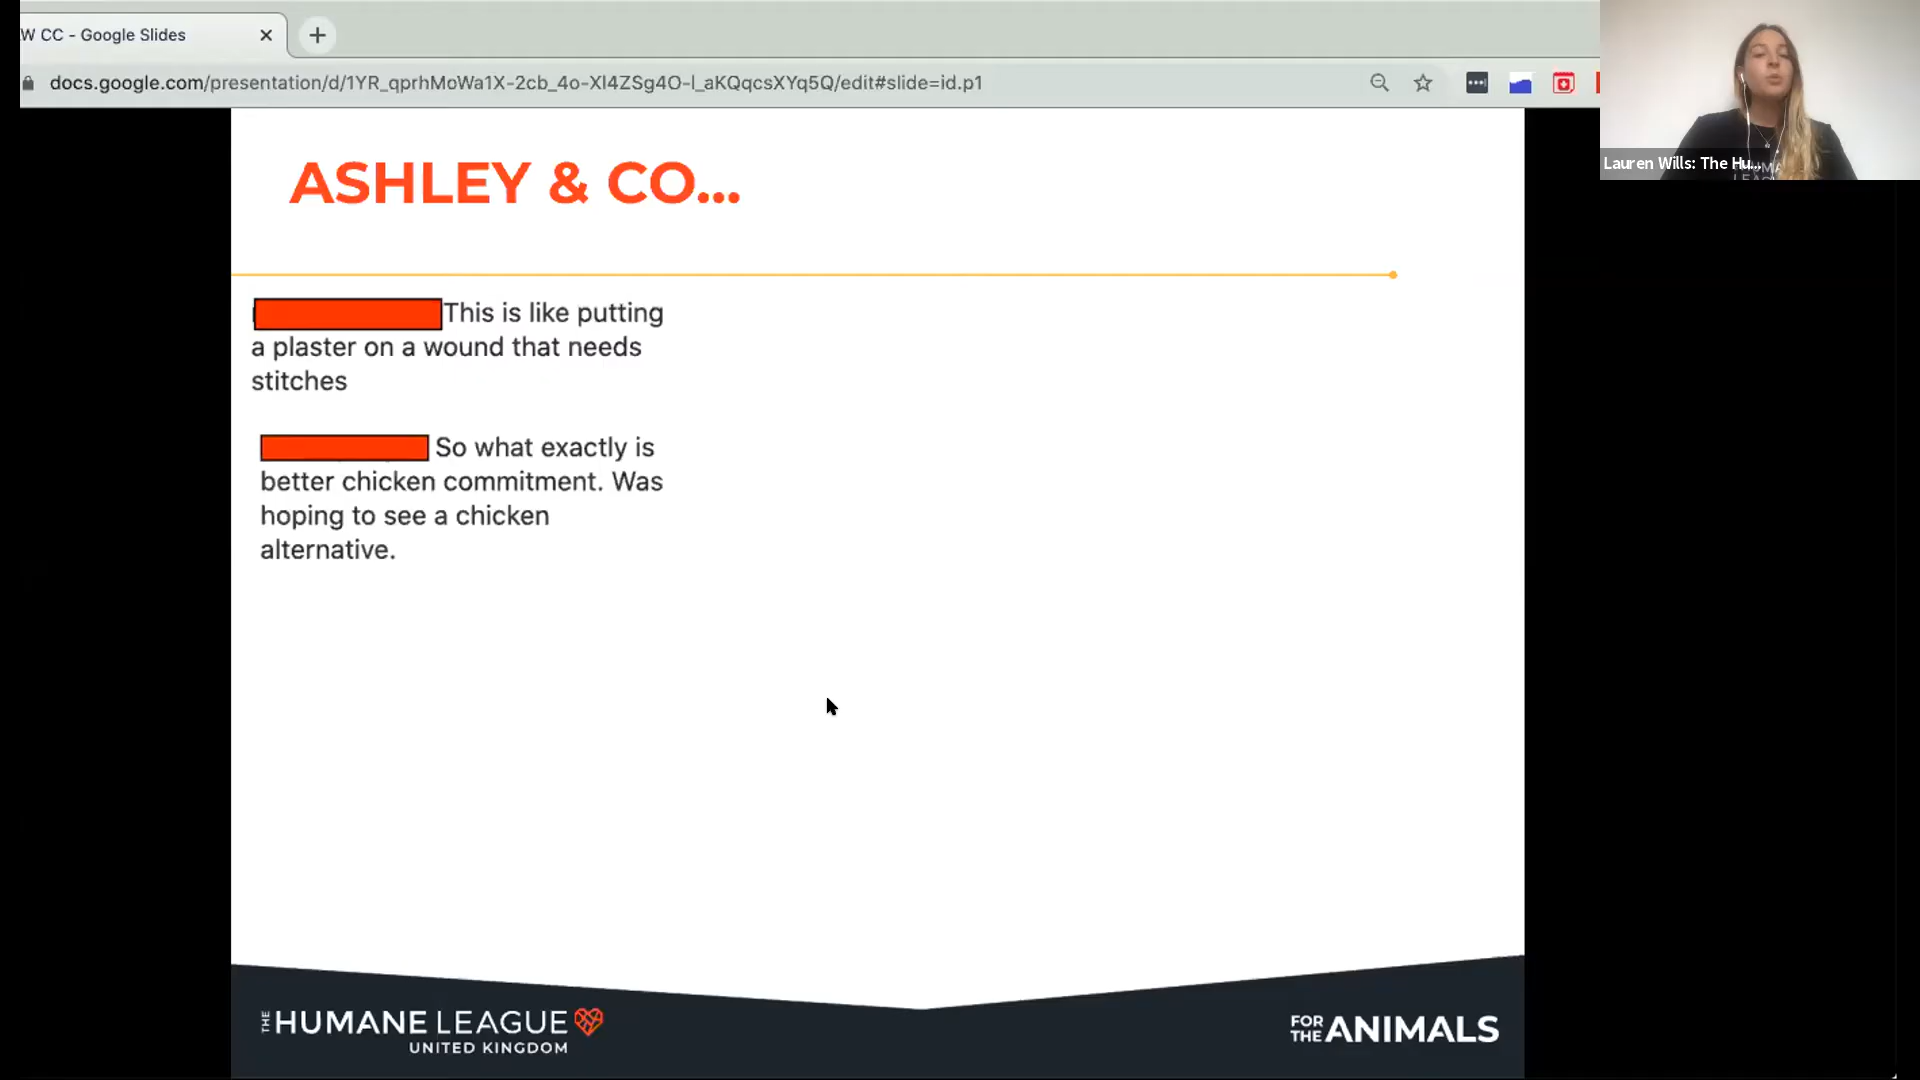 W CC - Google Slides
docs.google.com/presentation/d/1YR_qprhMoWa1X-2cb_4o-XI4ZSg4O-l_aKQqcsXYq5Q/edit#slide=id.p1
Lauren Wills: The Hu...
ASHLEY & CO...
This is like putting
a plaster on a wound that needs
stitches
So what exactly is
better chicken commitment. Was
hoping to see a chicken
alternative.
THE HUMANE LEAGUE
UNITED KINGDOM
FOR THE ANIMALS